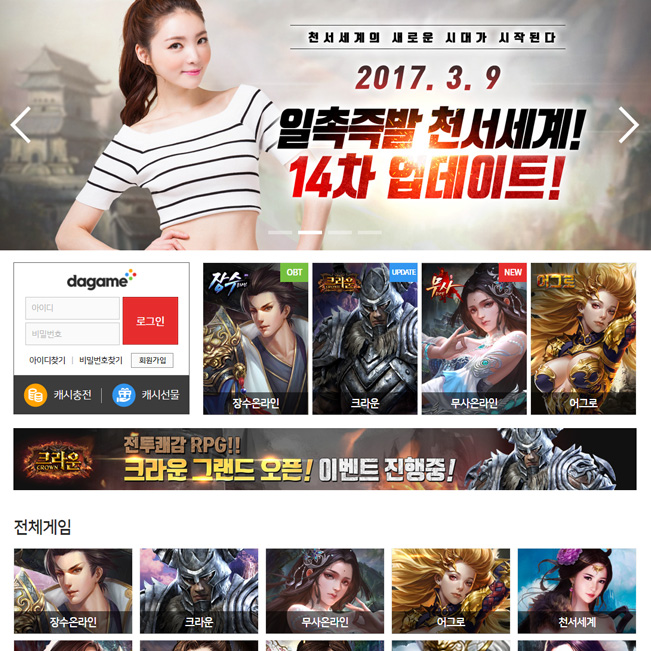 천서세계의 새로운 시대가 시작된다
2017. 3. 9
일촉즉발 천서세계!
14차 업데이트!
dagame
아이디
비밀번호
로그인
아이디찾기 | 비밀번호찾기 회원가입
캐시충전 캐시선물
장수온라인
OBT
장수온라인
크라운
UPDATE
크라운
무사
NEW
무사온라인
어그로
어그로
크라운
CROWN
전투쾌감 RPG!!
크라운 그랜드 오픈! 이벤트 진행중!
전체게임
장수온라인
크라운
무사온라인
어그로
천서세계